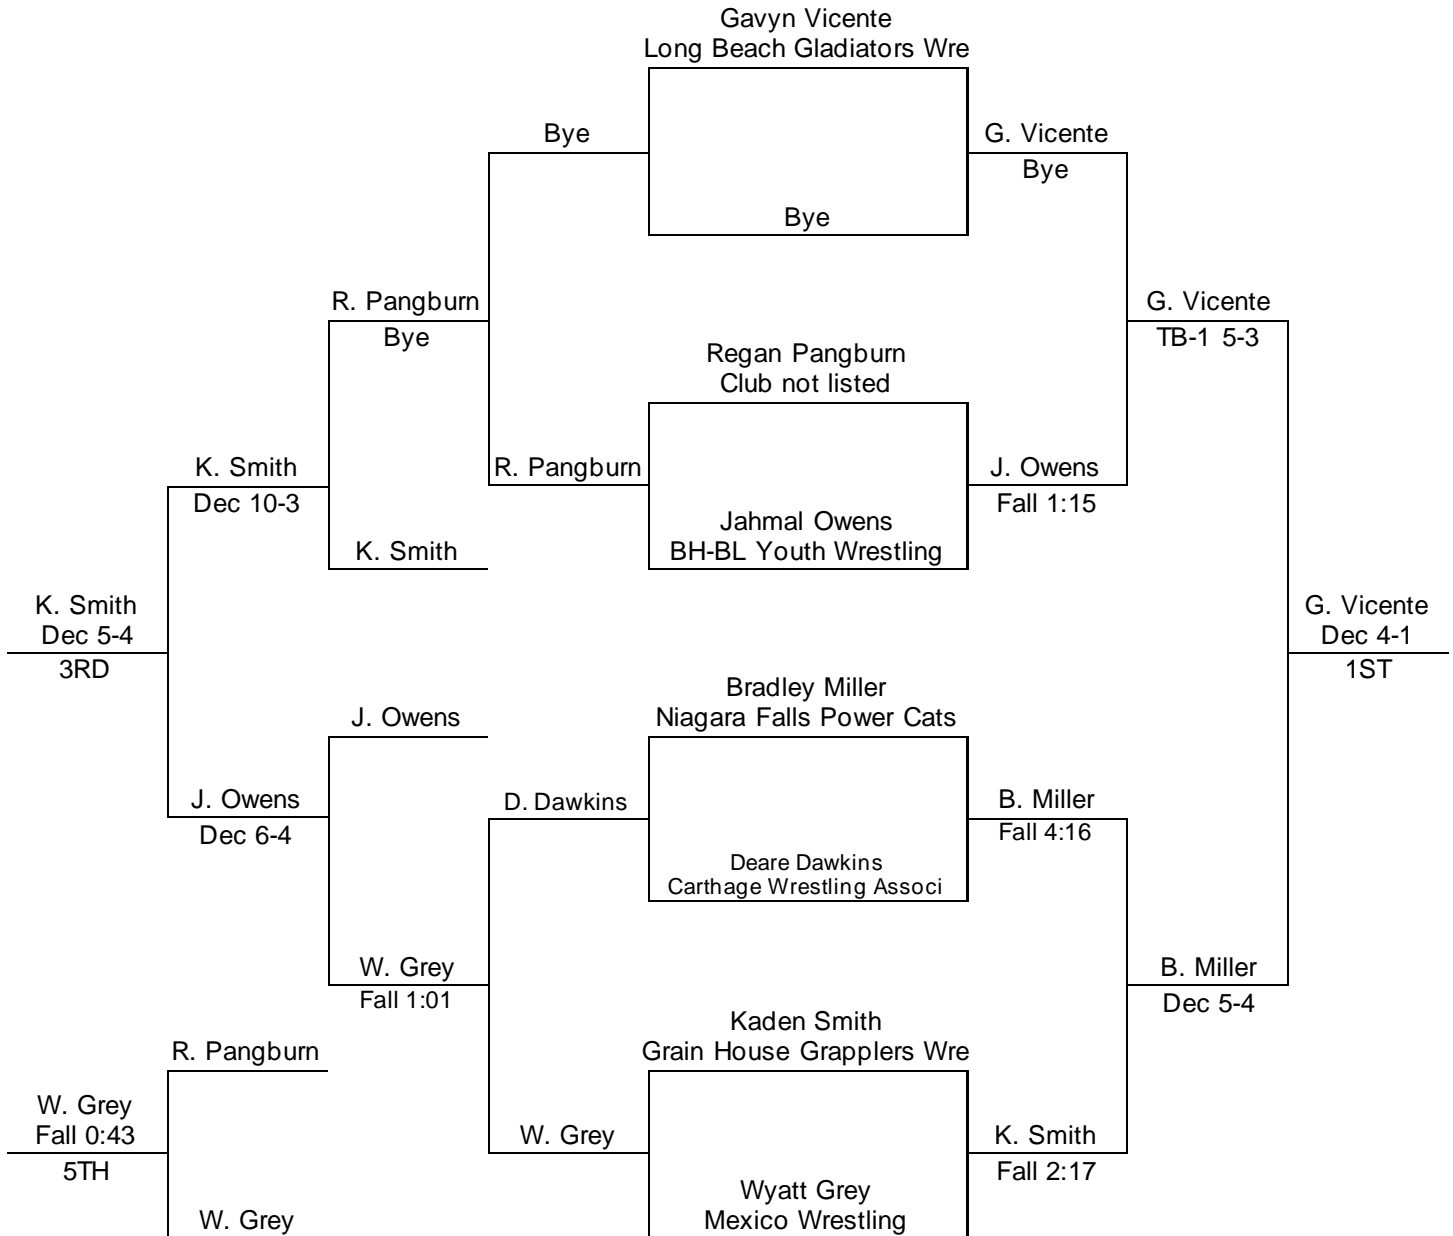 Gavyn Vicente
Long Beach Gladiators Wre
Bye
G. Vicente
Bye
Bye
R. Pangburn
Bye
G. Vicente
TB-1 5-3
Regan Pangburn
Club not listed
K. Smith
Dec 10-3
R. Pangburn
J. Owens
Fall 1:15
Jahmal Owens
BH-BL Youth Wrestling
K. Smith
K. Smith
Dec 5-4
3RD
G. Vicente
Dec 4-1
1ST
Bradley Miller
Niagara Falls Power Cats
J. Owens
J. Owens
Dec 6-4
D. Dawkins
B. Miller
Fall 4:16
Deare Dawkins
Carthage Wrestling Associ
W. Grey
Fall 1:01
B. Miller
Dec 5-4
Kaden Smith
Grain House Grapplers Wre
R. Pangburn
W. Grey
Fall 0:43
5TH
W. Grey
K. Smith
Fall 2:17
Wyatt Grey
Mexico Wrestling
W. Grey